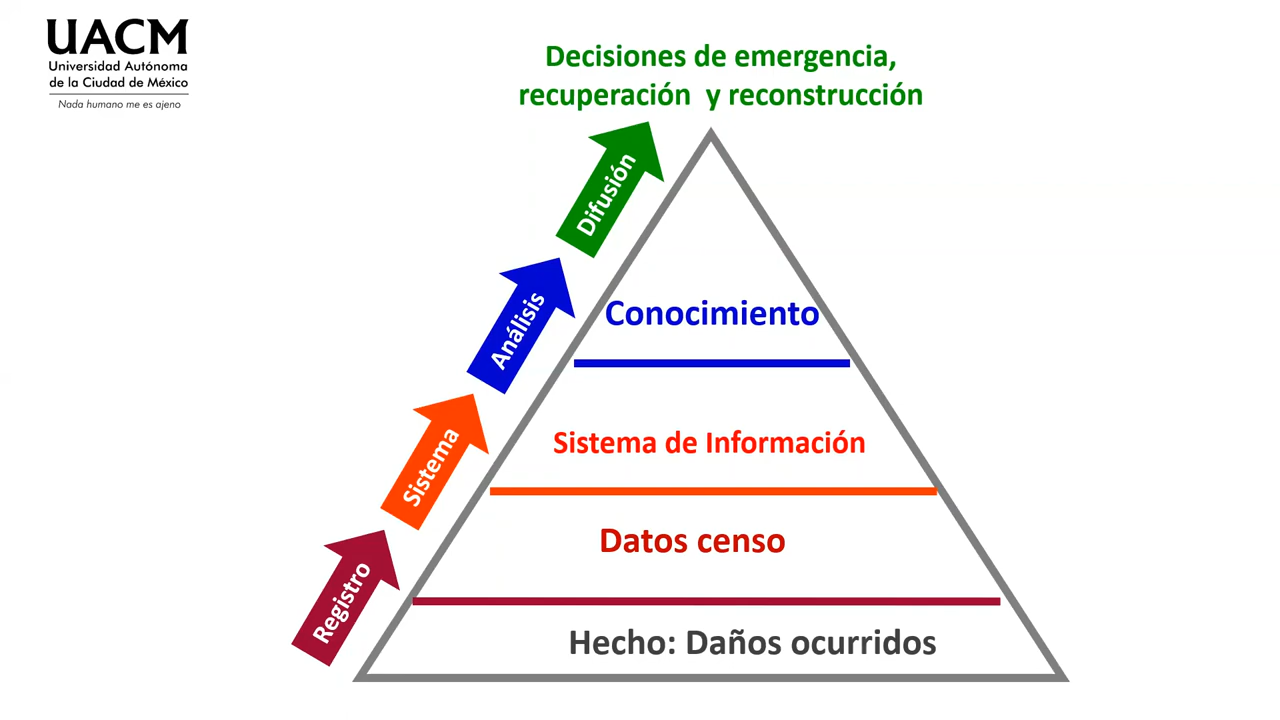 UACM
Universidad Autónoma
de la Ciudad de México
Nada humano me es ajeno
Decisiones de emergencia,
recuperación y reconstrucción
Difusión
Conocimiento
Análisis
Sistema de Información
Sistema
Datos censo
Registro
Hecho: Daños ocurridos